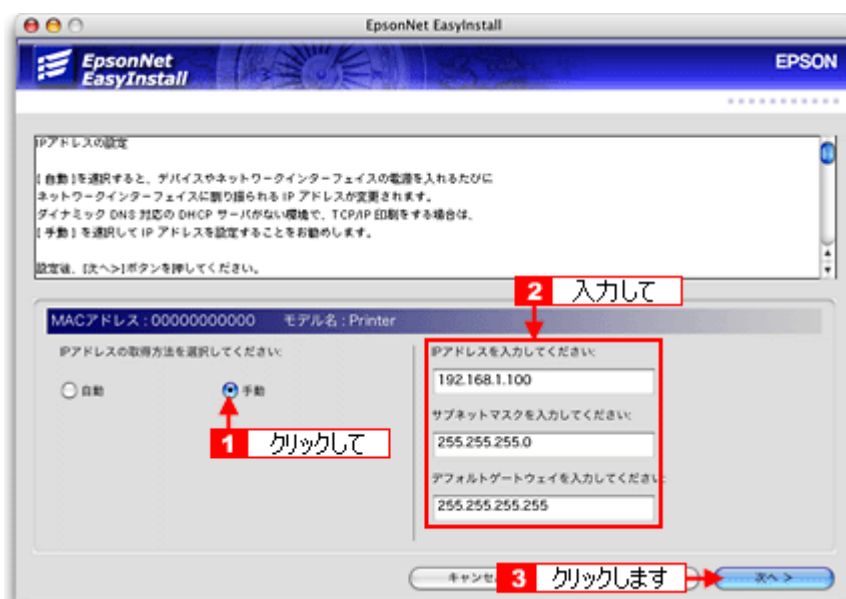 EpsonNet EasyInstall
EpsonNet
EasyInstall
EPSON
IPアドレスの設定
[ 自動 ]を選択すると、デバイスやネットワークインターフェイスの電源を入れるたびに
ネットワークインターフェイスに割り振られる IP アドレスが変更されます。
ダイナミック DNS 対応の DHCP サーバがない環境で、TCP/IP 印刷をする場合は、
[ 手動 ] を選択して IP アドレスを設定することをお勧めします。
設定後、[次へ>]ボタンを押してください。
2 入力して
MACアドレス : 00000000000 モデル名 : Printer
IPアドレスの取得方法を選択してください:
自動
手動
1 クリックして
IPアドレスを入力してください:
192.168.1.100
サブネットマスクを入力してください:
255.255.255.0
デフォルトゲートウェイを入力してください:
255.255.255.255
キャンセ
3 クリックします
次へ >